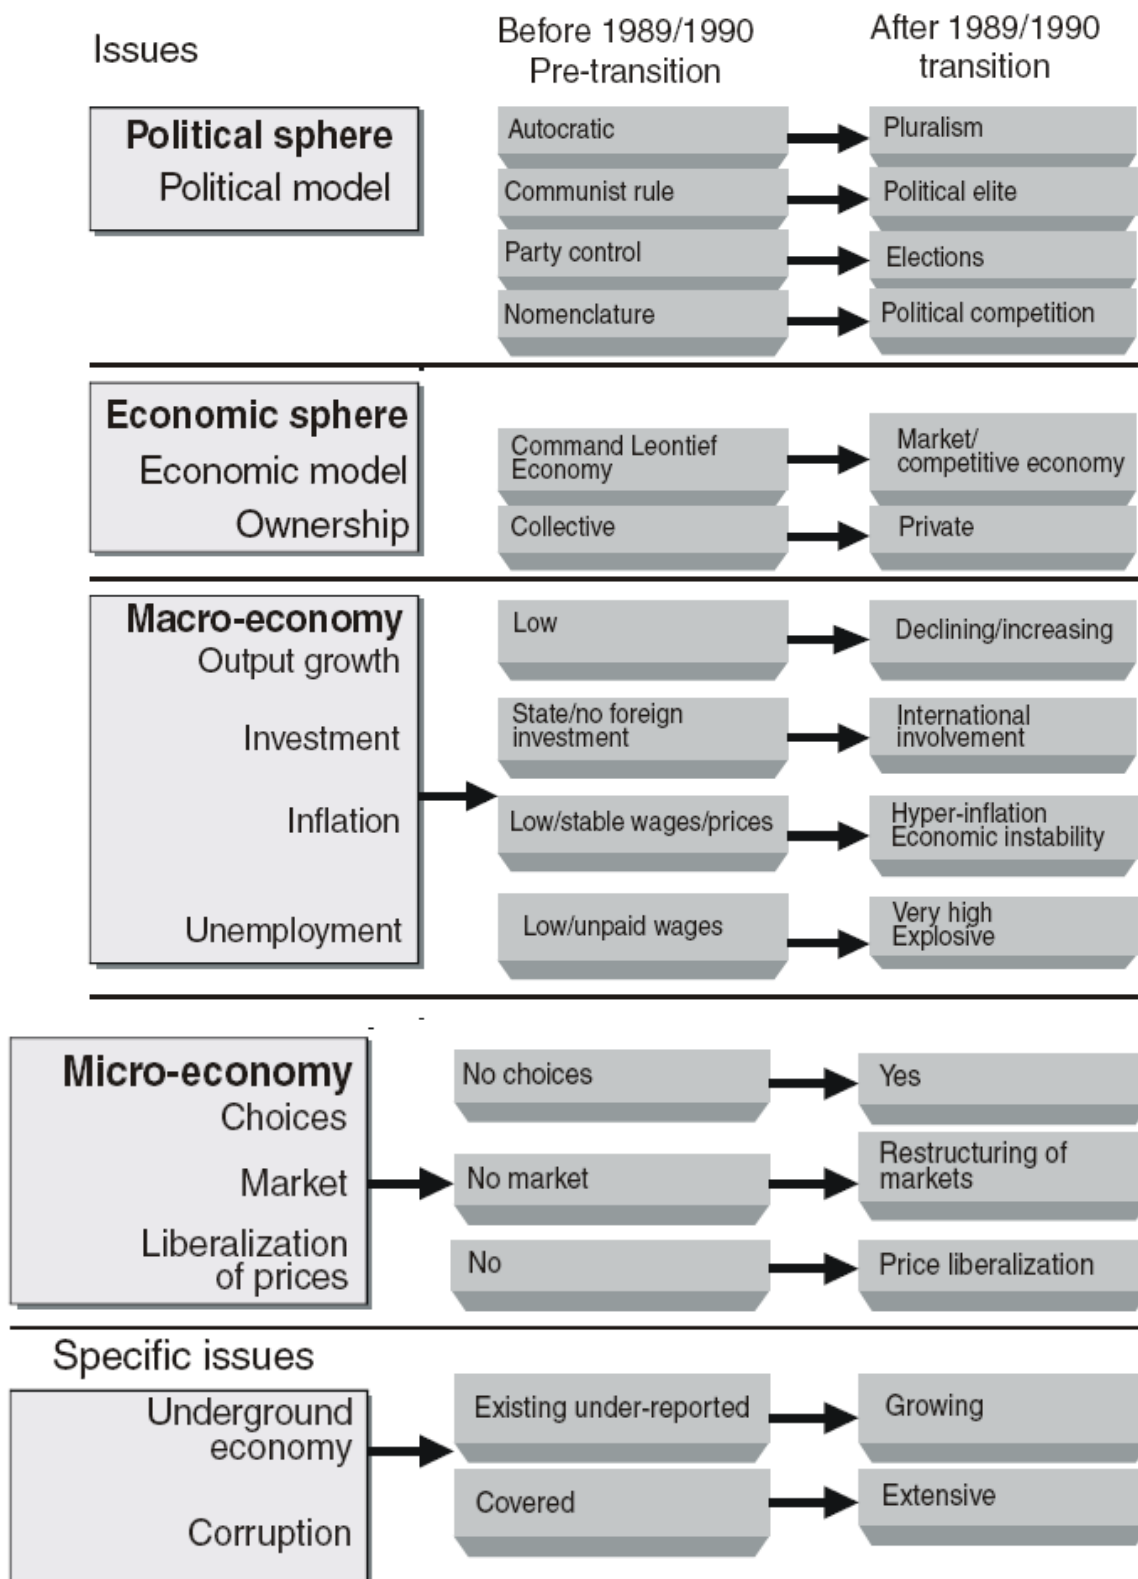 Issues
Before 1989/1990
Pre-transition
After 1989/1990
transition
Political sphere
Political model
Autocratic
Pluralism
Communist rule
Political elite
Party control
Elections
Nomenclature
Political competition
Economic sphere
Economic model
Ownership
Command Leontief
Economy
Market/
competitive economy
Collective
Private
Macro-economy
Output growth
Low
Declining/increasing
Investment
State/no foreign
investment
International
involvement
Inflation
Low/stable wages/prices
Hyper-inflation
Economic instability
Unemployment
Low/unpaid wages
Very high
Explosive
Micro-economy
Choices
No choices
Yes
Market
No market
Restructuring of
markets
Liberalization
of prices
No
Price liberalization
Specific issues
Underground
economy
Existing under-reported
Growing
Corruption
Covered
Extensive